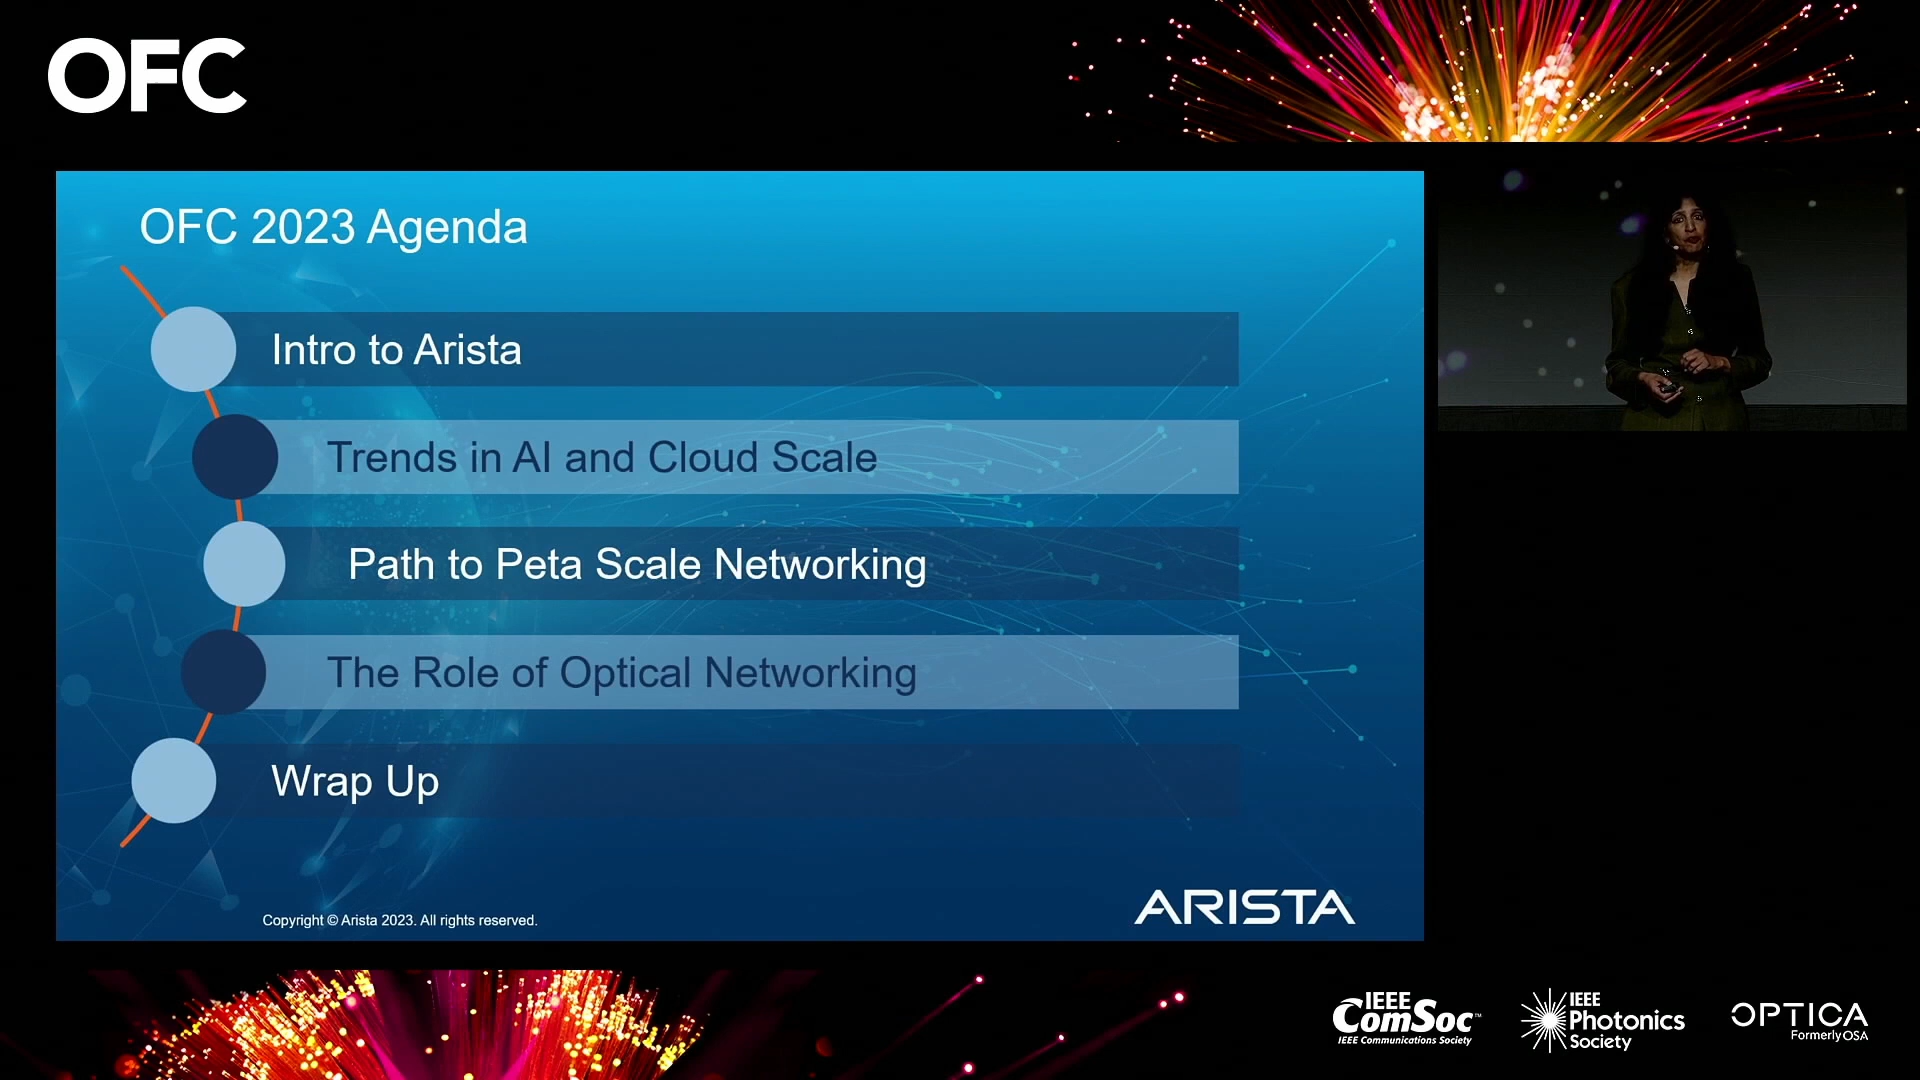 OFC
OFC 2023 Agenda
Intro to Arista
Trends in AI and Cloud Scale
Path to Peta Scale Networking
The Role of Optical Networking
Wrap Up
Copyright © Arista 2023. All rights reserved.
ARISTA
IEEE
ComSoc™
IEEE Communications Society
IEEE
Photonics
Society
OPTICA
Formerly OSA